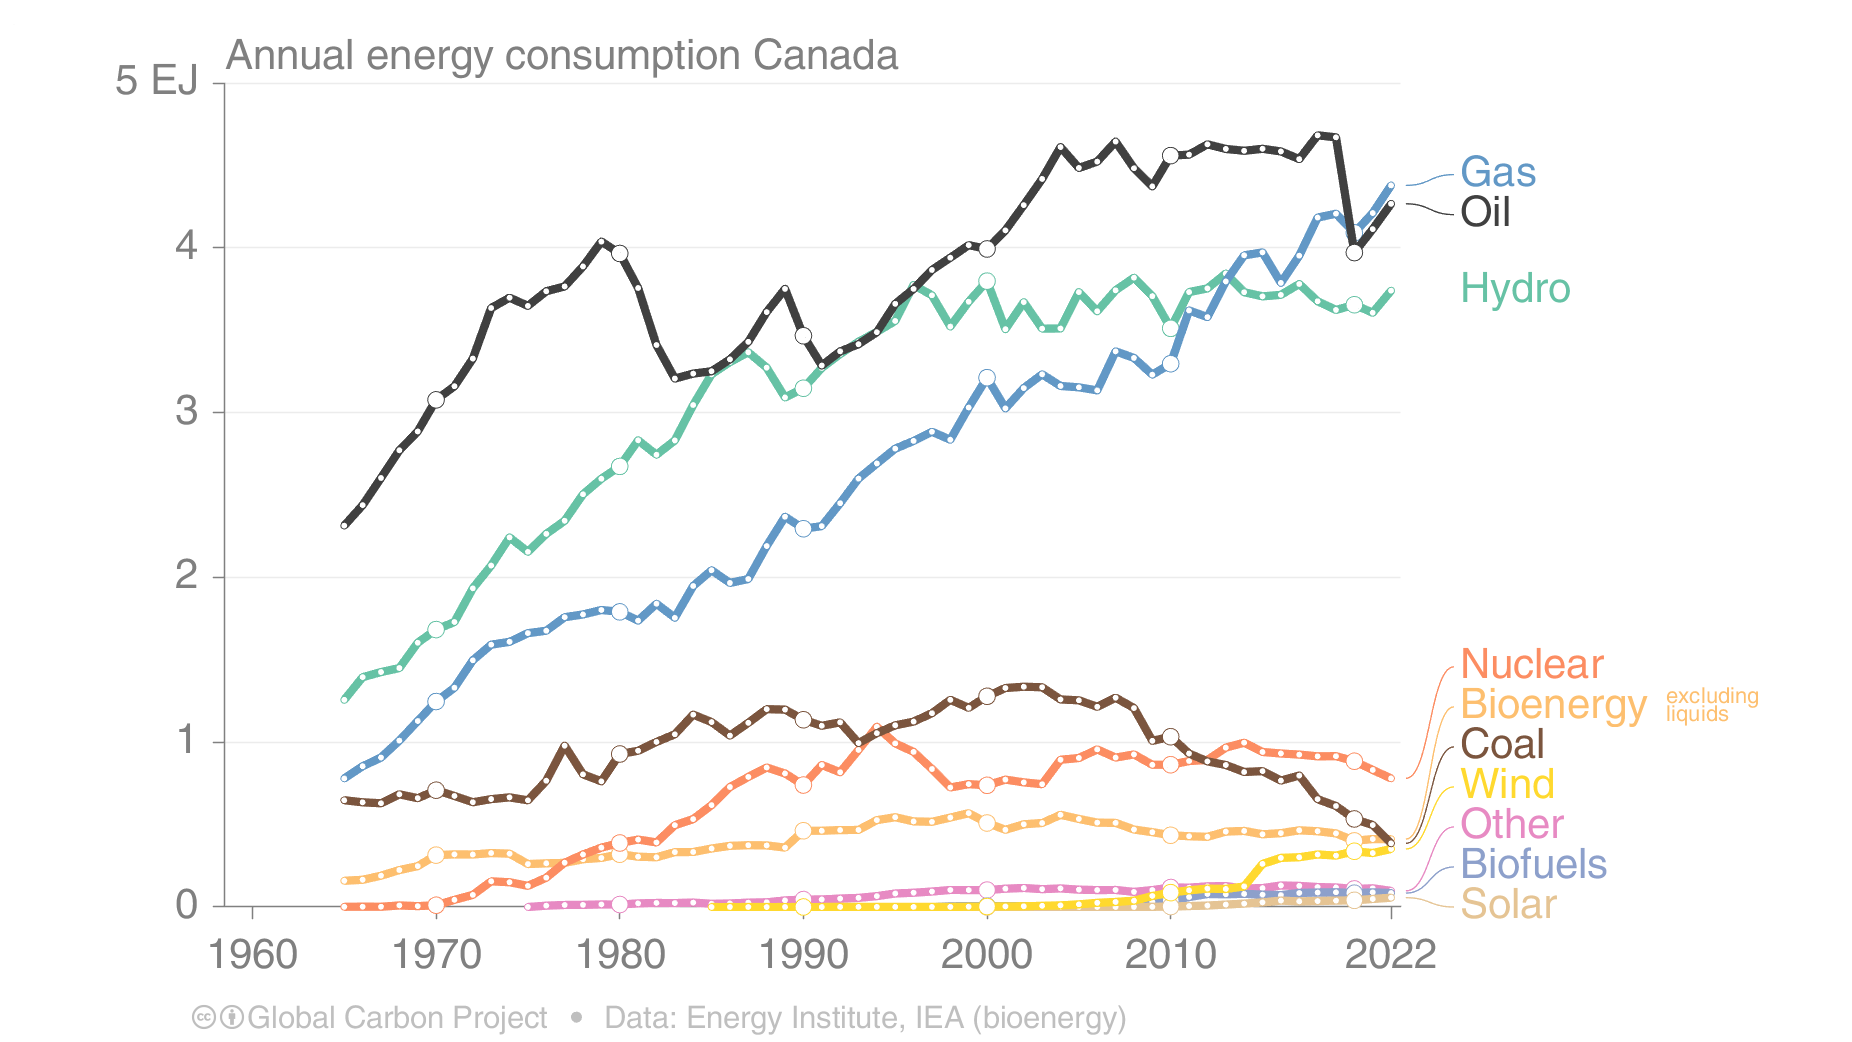 Annual energy consumption Canada
5 EJ
4
3
2
1
0
Gas
Oil
Hydro
Nuclear
Bioenergy excluding
liquids
Coal
Wind
Other
Biofuels
Solar
1960 1970 1980 1990 2000 2010 2022
cc Global Carbon Project • Data: Energy Institute, IEA (bioenergy)